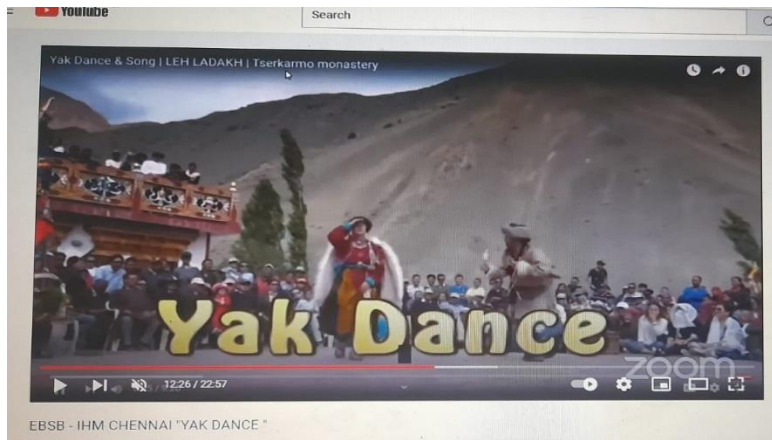 YouTube
Search
Yak Dance & Song | LEH LADAKH | Tserkarmo monastery
Yak Dance
zoom
12:26 / 22:57
EBSB - IHM CHENNAI "YAK DANCE "